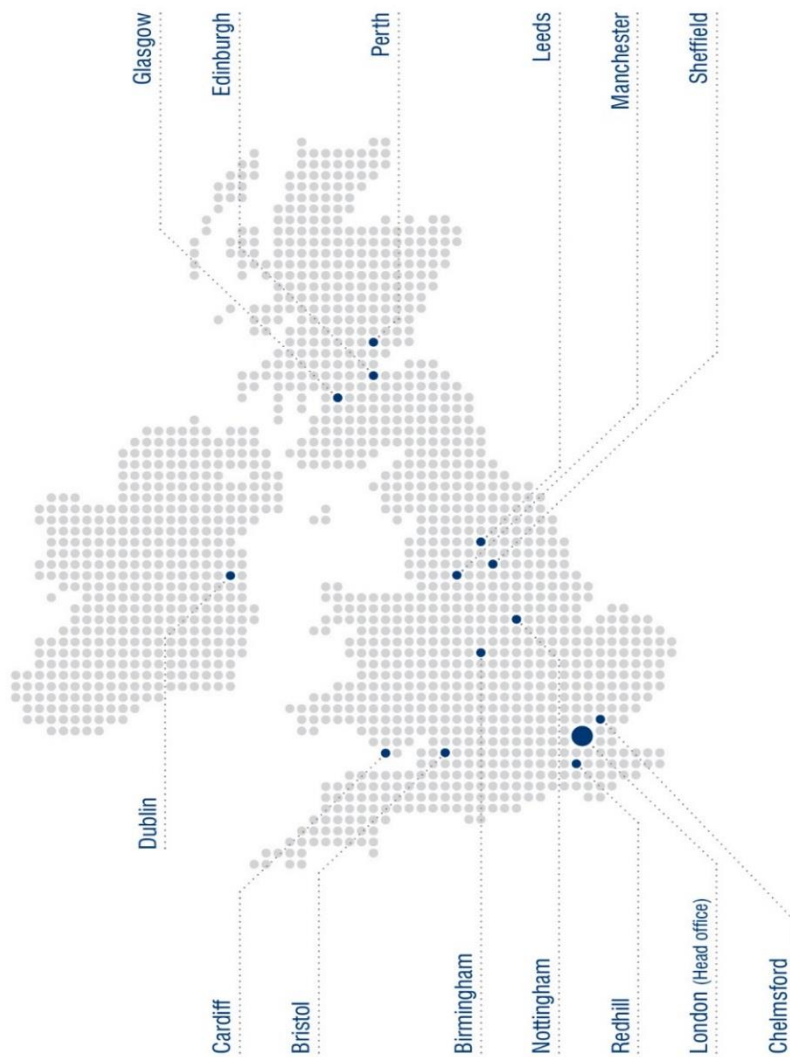 Glasgow
Edinburgh
Perth
Leeds
Manchester
Sheffield
Dublin
Cardiff
Bristol
Birmingham
Nottingham
Redhill
London (Head office)
Chelmsford